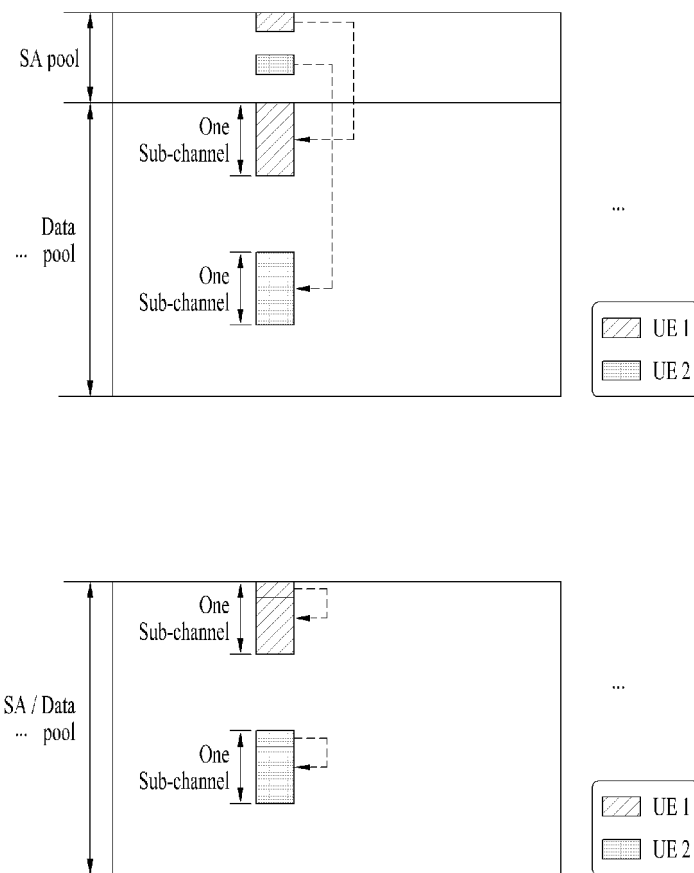 SA pool
One
Sub-channel
Data
... pool
One
Sub-channel
...
UE 1
UE 2
SA / Data
... pool
One
Sub-channel
One
Sub-channel
...
UE 1
UE 2